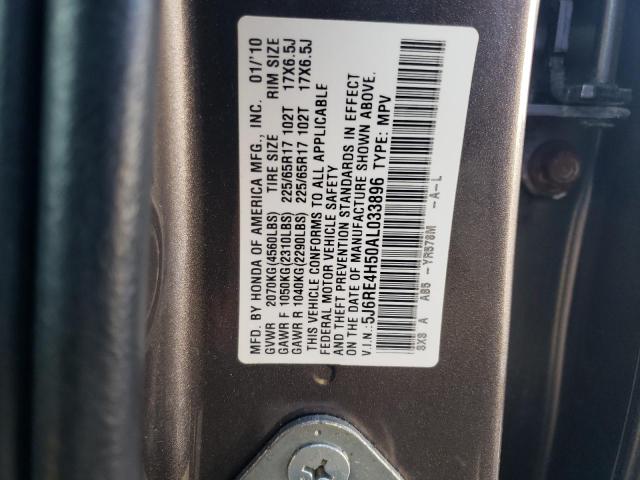 MFD. BY HONDA OF AMERICA MFG., INC. 01/'10
GVWR 2070KG(4560LBS) TIRE SIZE RIM SIZE
GAWR F 1050KG(2310LBS) 225/65R17 102T 17X6.5J
GAWR R 1040KG(2290LBS) 225/65R17 102T 17X6.5J
THIS VEHICLE CONFORMS TO ALL APPLICABLE
FEDERAL MOTOR VEHICLE SAFETY
AND THEFT PREVENTION STANDARDS IN EFFECT
ON THE DATE OF MANUFACTURE SHOWN ABOVE.
V.I.N.:5J6RE4H50AL033896 TYPE: MPV
SX8 A A85 -YR578M -A-L